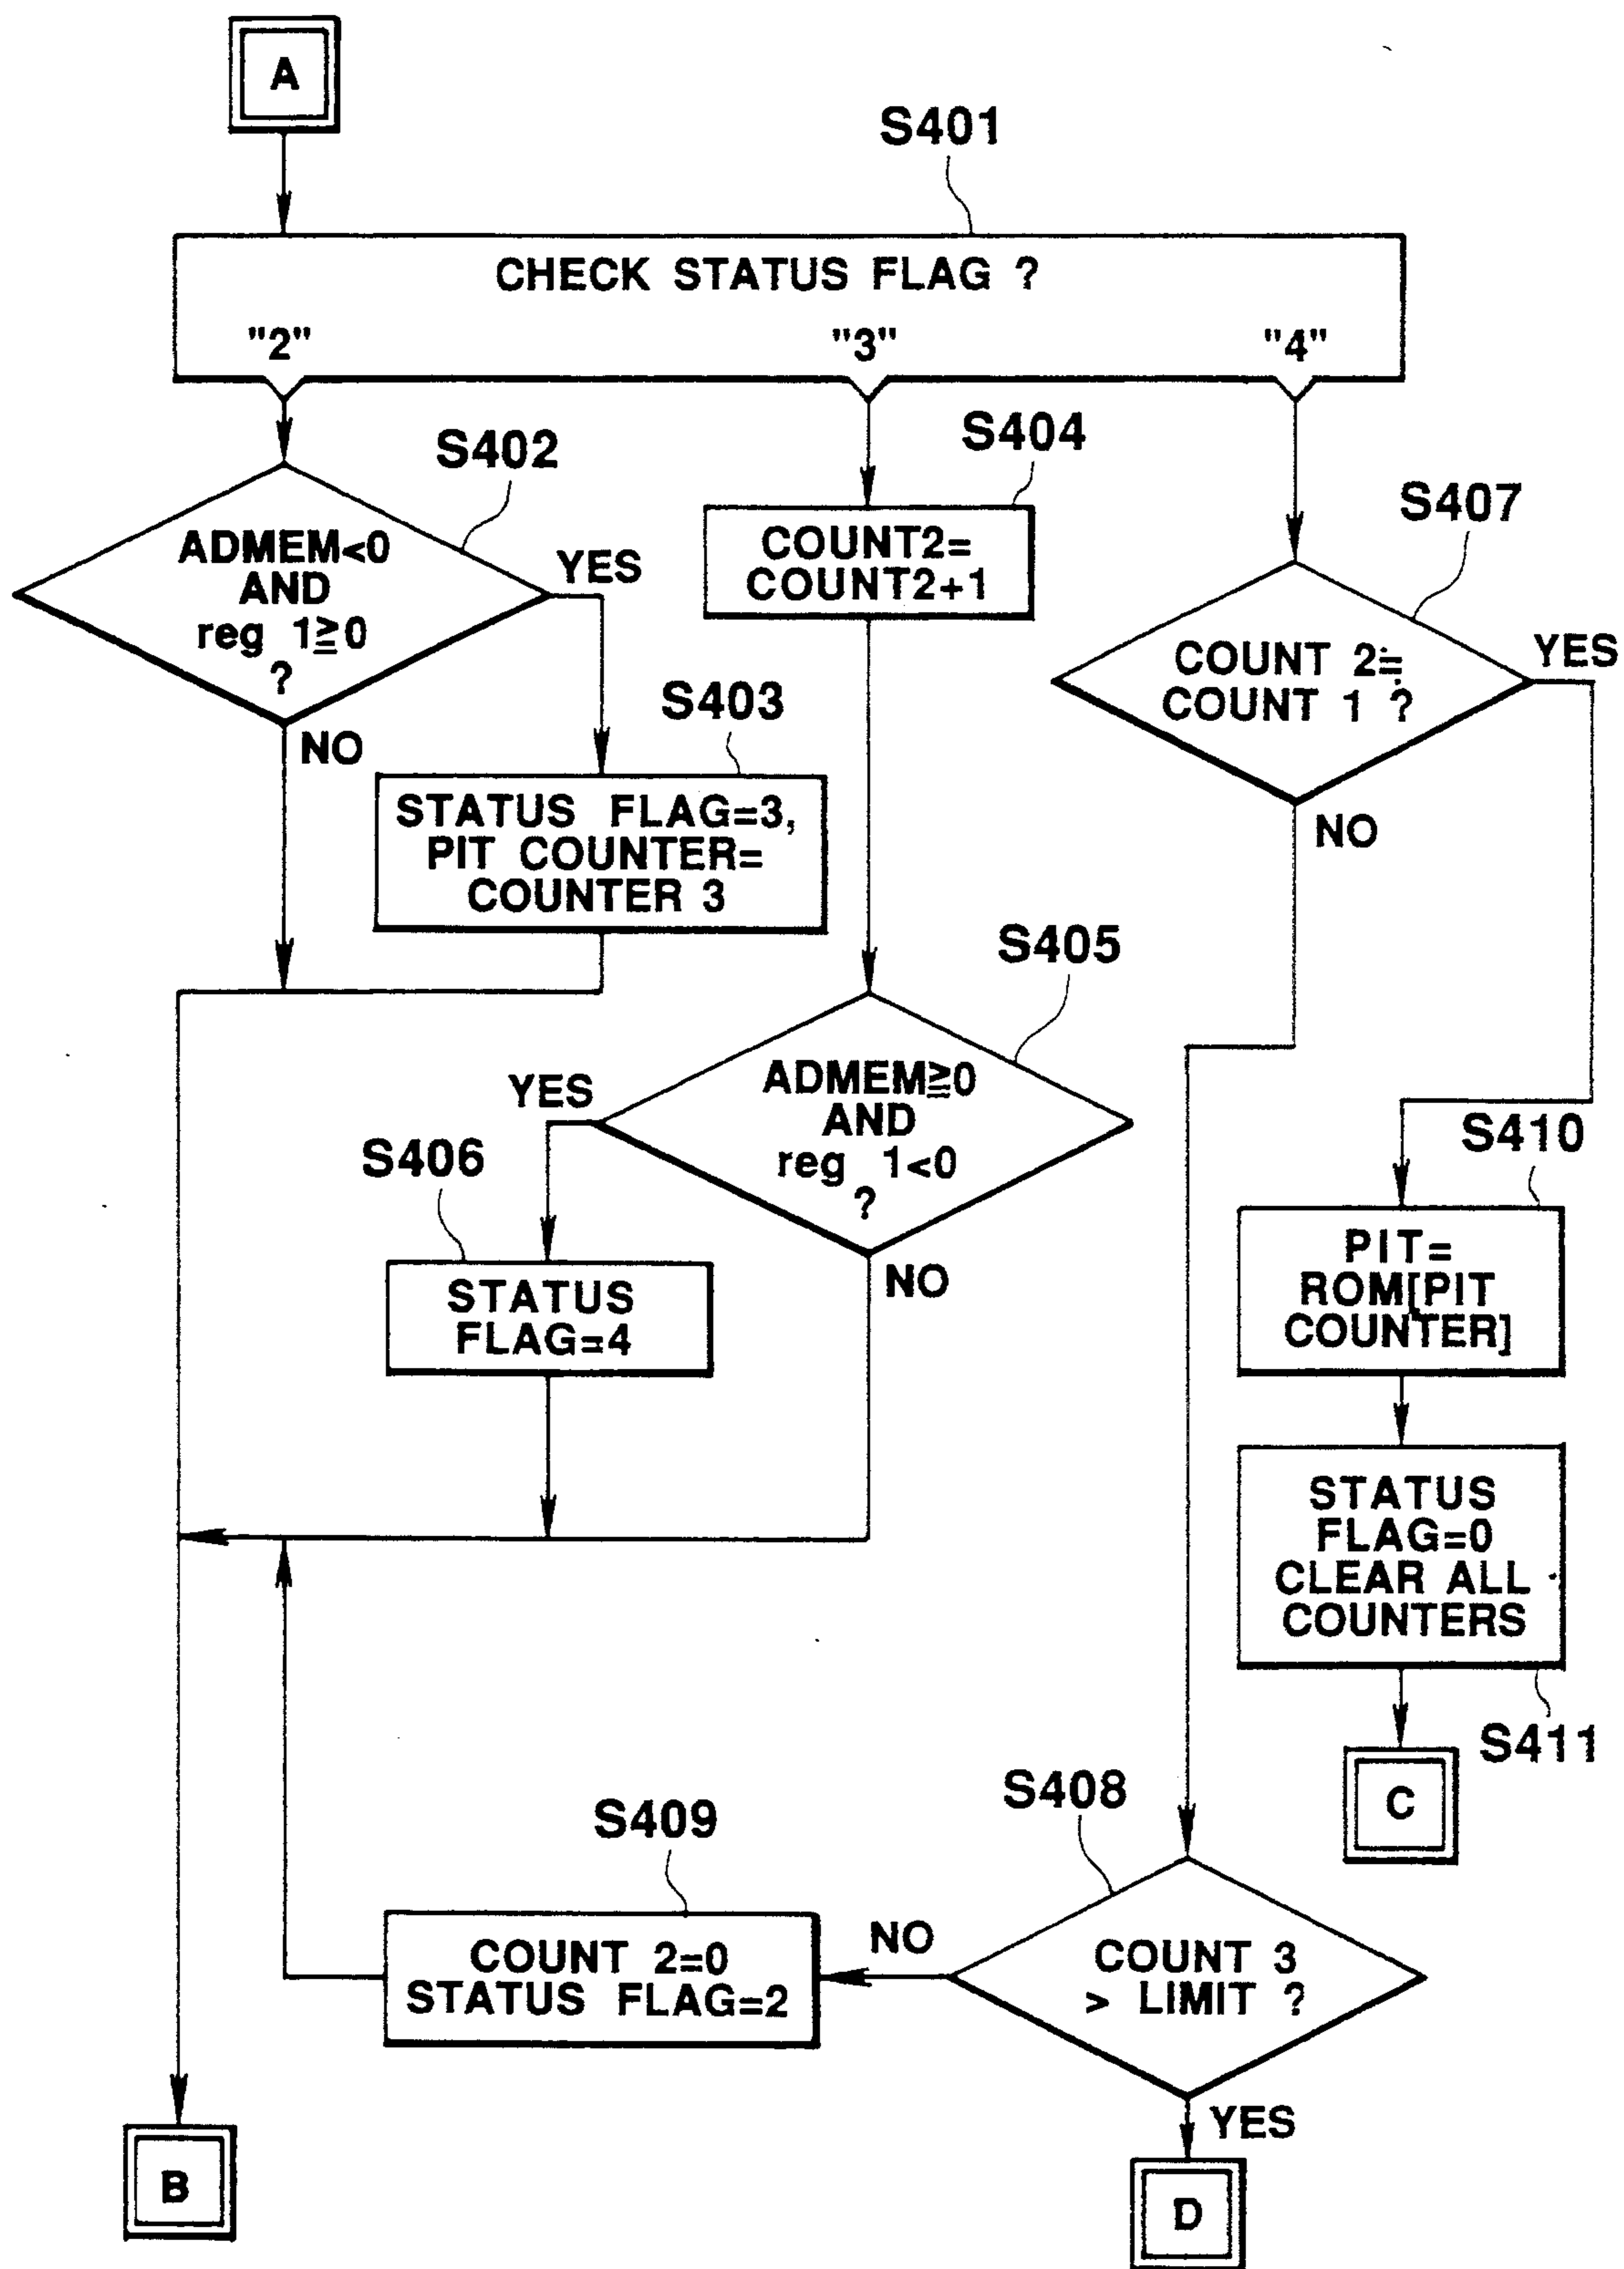 A
S401
CHECK STATUS FLAG ?
"2" "3" "4"
S402
ADMEM<0
AND
reg 1≧0
?
YES
NO
S403
STATUS FLAG=3,
PIT COUNTER=
COUNTER 3
S404
COUNT2=
COUNT2+1
S405
ADMEM≧0
AND
reg 1<0
?
YES
NO
S406
STATUS
FLAG=4
S407
COUNT 2≒
COUNT 1 ?
YES
NO
S410
PIT=
ROM[PIT
COUNTER]
STATUS
FLAG=0
CLEAR ALL
COUNTERS
S411
C
S408
COUNT 3
> LIMIT ?
NO
YES
S409
COUNT 2=0
STATUS FLAG=2
B
D